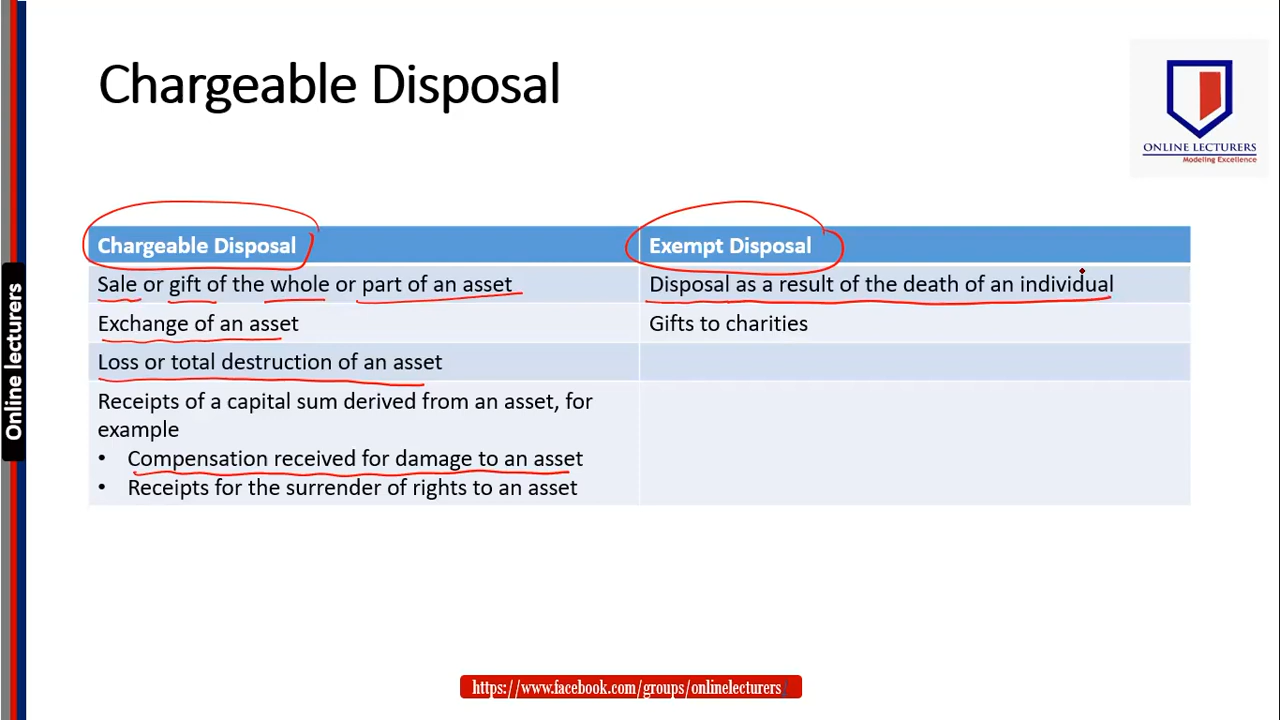 Chargeable Disposal
ONLINE LECTURERS
Modeling Excellence
Online lecturers
Chargeable Disposal
Exempt Disposal
Sale or gift of the whole or part of an asset
Disposal as a result of the death of an individual
Exchange of an asset
Gifts to charities
Loss or total destruction of an asset
Receipts of a capital sum derived from an asset, for
example
• Compensation received for damage to an asset
• Receipts for the surrender of rights to an asset
https://www.facebook.com/groups/onlinelecturers/